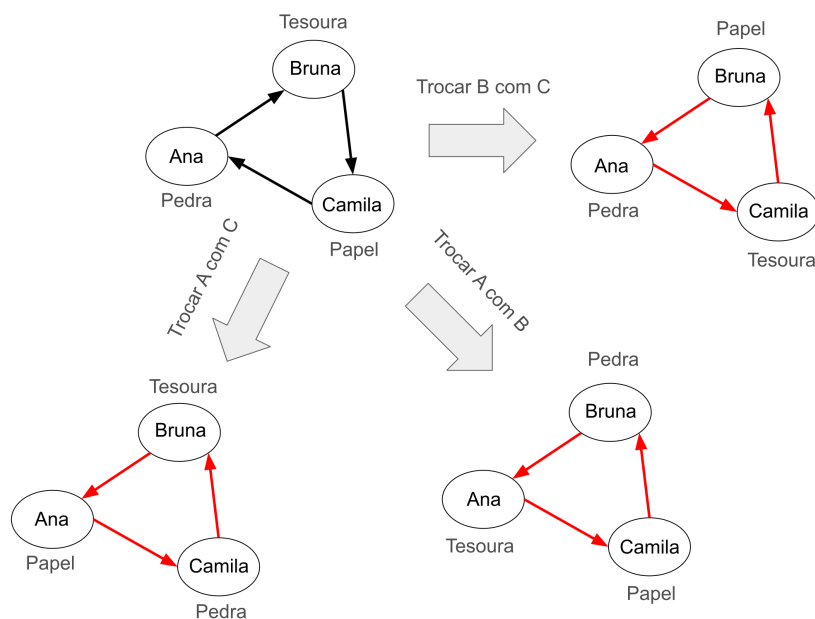 Tesoura
Bruna
Ana
Pedra
Camila
Papel
Trocar B com C
Papel
Bruna
Ana
Pedra
Camila
Tesoura
Trocar A com C
Trocar A com B
Tesoura
Bruna
Ana
Papel
Camila
Pedra
Pedra
Bruna
Ana
Tesoura
Camila
Papel